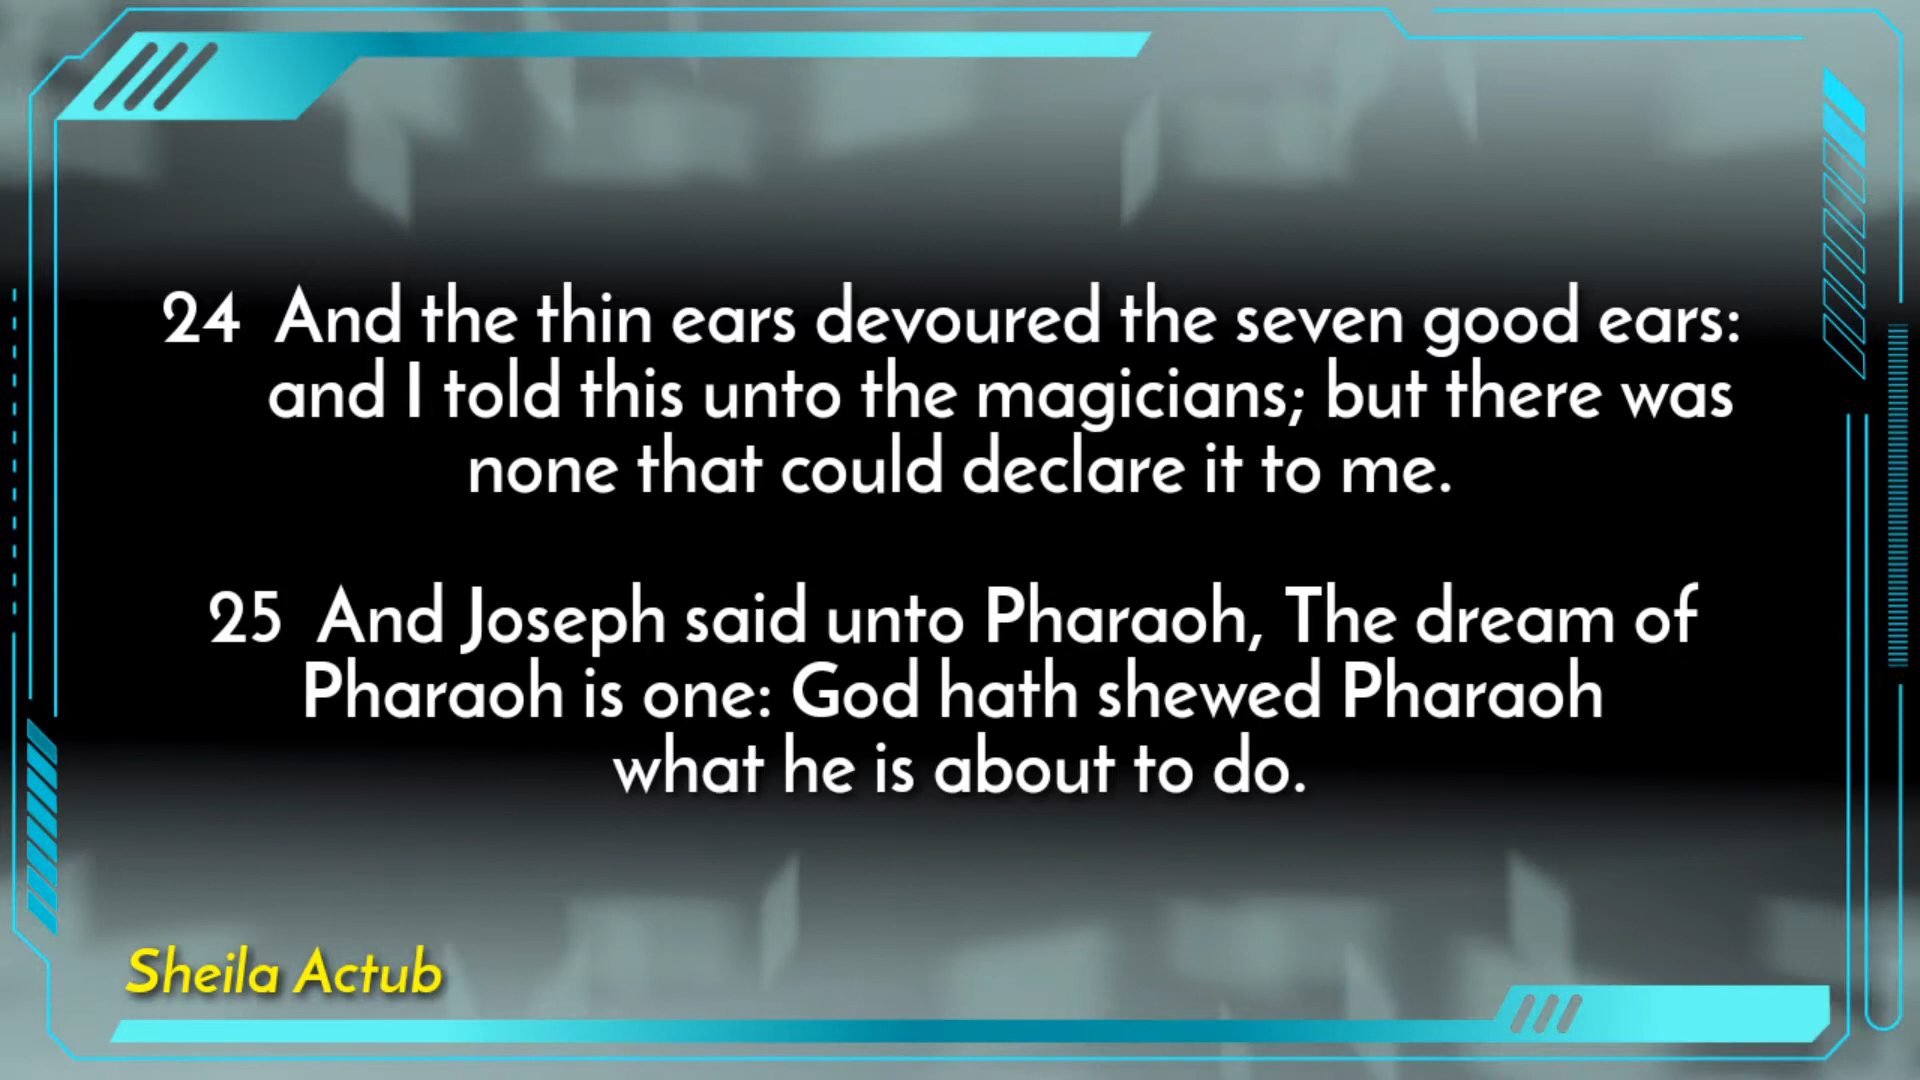 24 And the thin ears devoured the seven good ears:
and I told this unto the magicians; but there was
none that could declare it to me.
25 And Joseph said unto Pharaoh, The dream of
Pharaoh is one: God hath shewed Pharaoh
what he is about to do.
Sheila Actub